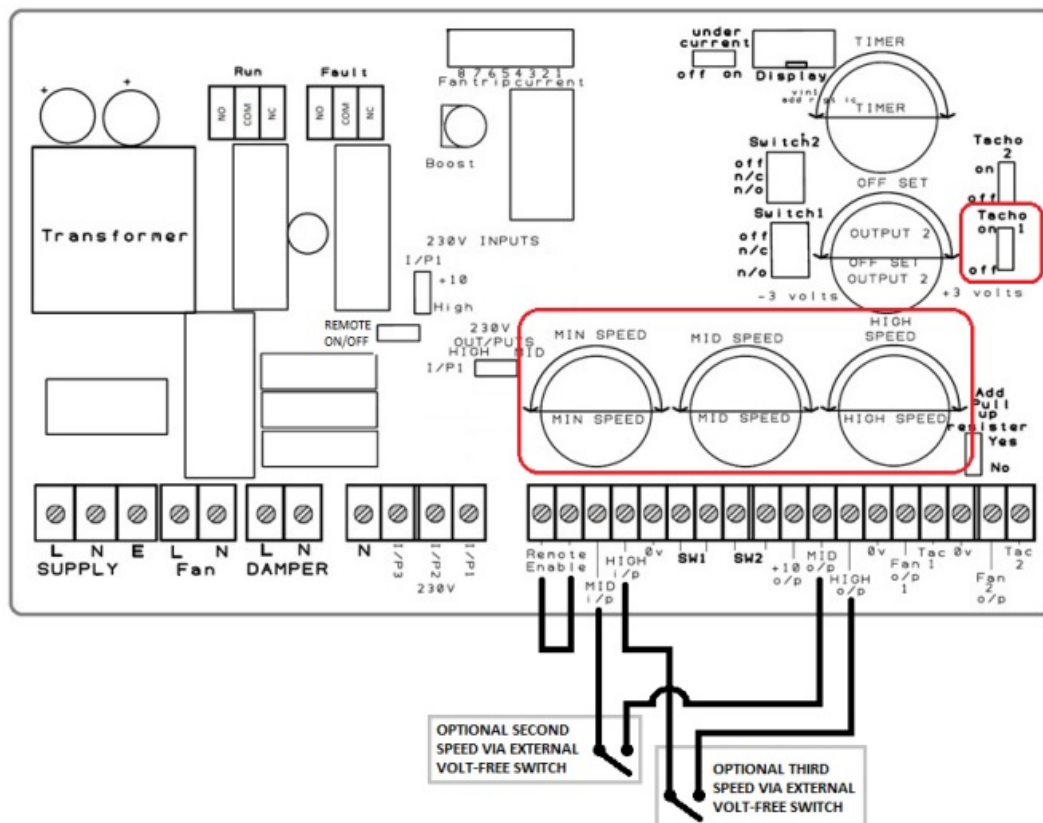 under
current
off on
Display
vin1
add rigt ic
TIMER
TIMER
8 7 6 5 4 3 2 1
Fantripcurrent
Run
NO COM NC
Fault
NO COM NC
+ +
Boost
Switch2
off
n/c
n/o
Tacho
2
on
off
OFF SET
Switch1
off
n/c
n/o
OUTPUT 2
OFF SET
OUTPUT 2
Tacho
on 1
off
-3 volts
+3 volts
Transformer
230V INPUTS
I/P1
+10
High
REMOTE
ON/OFF
230V
OUT/PUTS
HIGH MID
I/P1
MIN SPEED
MIN SPEED
MID SPEED
MID SPEED
HIGH
SPEED
HIGH SPEED
Add
Pull
up
resister
Yes
No
L N E
SUPPLY
L N
Fan
L N
DAMPER
N I/P3 I/P2 I/P1
230V
Remote
Enable
MID
i/p
HIGH
i/p
0v
SW1
SW2
+10
o/p
MID
o/p
HIGH
o/p
0v
Fan
o/p
1
Tac
1
0v
Fan
2
o/p
Tac
2
OPTIONAL SECOND
SPEED VIA EXTERNAL
VOLT-FREE SWITCH
OPTIONAL THIRD
SPEED VIA EXTERNAL
VOLT-FREE SWITCH